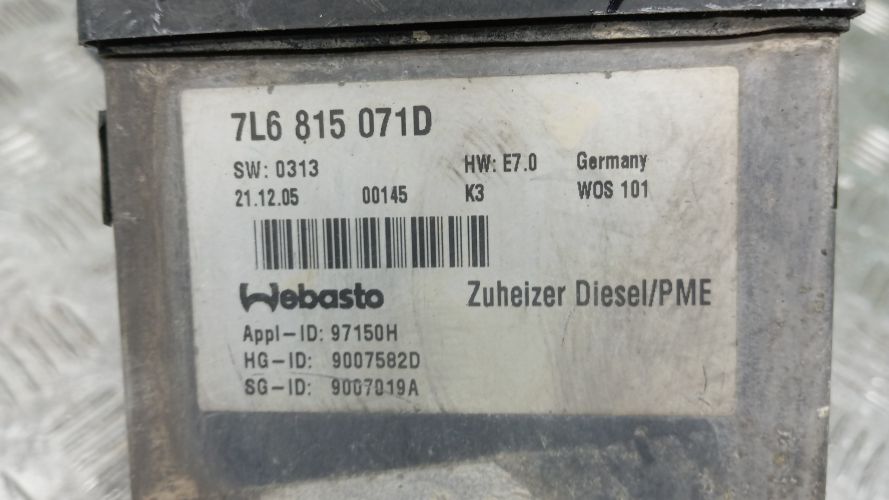 7L6 815 071D
SW: 0313 HW: E7.0 Germany
21.12.05 00145 K3 WOS 101
Webasto Zuheizer Diesel/PME
Appl-ID: 97150H
HG-ID: 9007582D
SG-ID: 9007019A